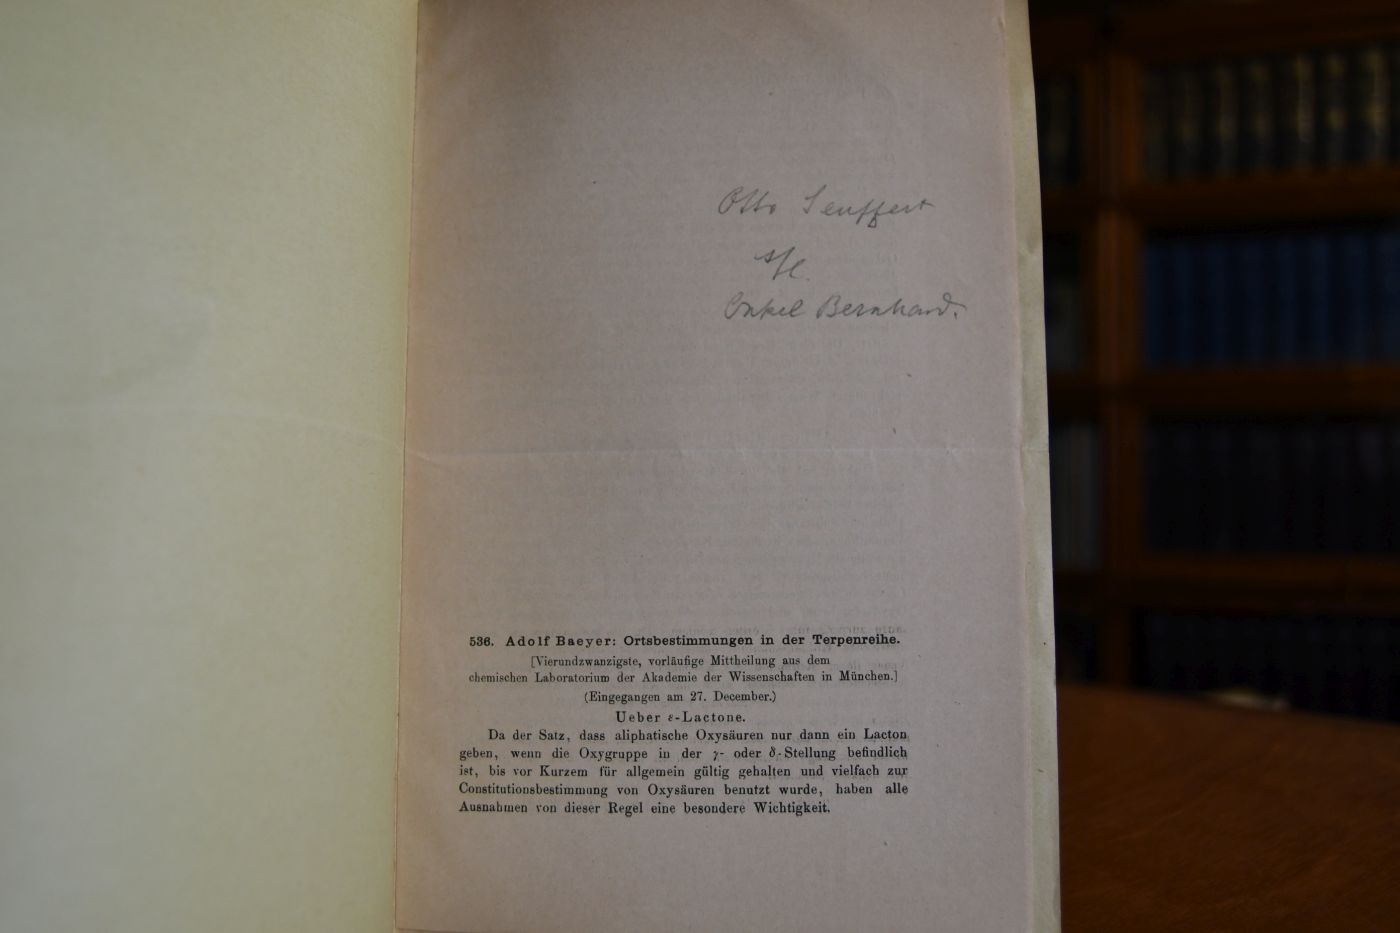 Otto Seuffert
s/l.
Onkel Bernhard.
536. Adolf Baeyer: Ortsbestimmungen in der Terpenreihe.
[Vierundzwanzigste, vorläufige Mittheilung aus dem
chemischen Laboratorium der Akademie der Wissenschaften in München.]
(Eingegangen am 27. December.)
Ueber ε-Lactone.
Da der Satz, dass aliphatische Oxysäuren nur dann ein Lacton
geben, wenn die Oxygruppe in der γ- oder δ-Stellung befindlich
ist, bis vor Kurzem für allgemein gültig gehalten und vielfach zur
Constitutionsbestimmung von Oxysäuren benutzt wurde, haben alle
Ausnahmen von dieser Regel eine besondere Wichtigkeit.